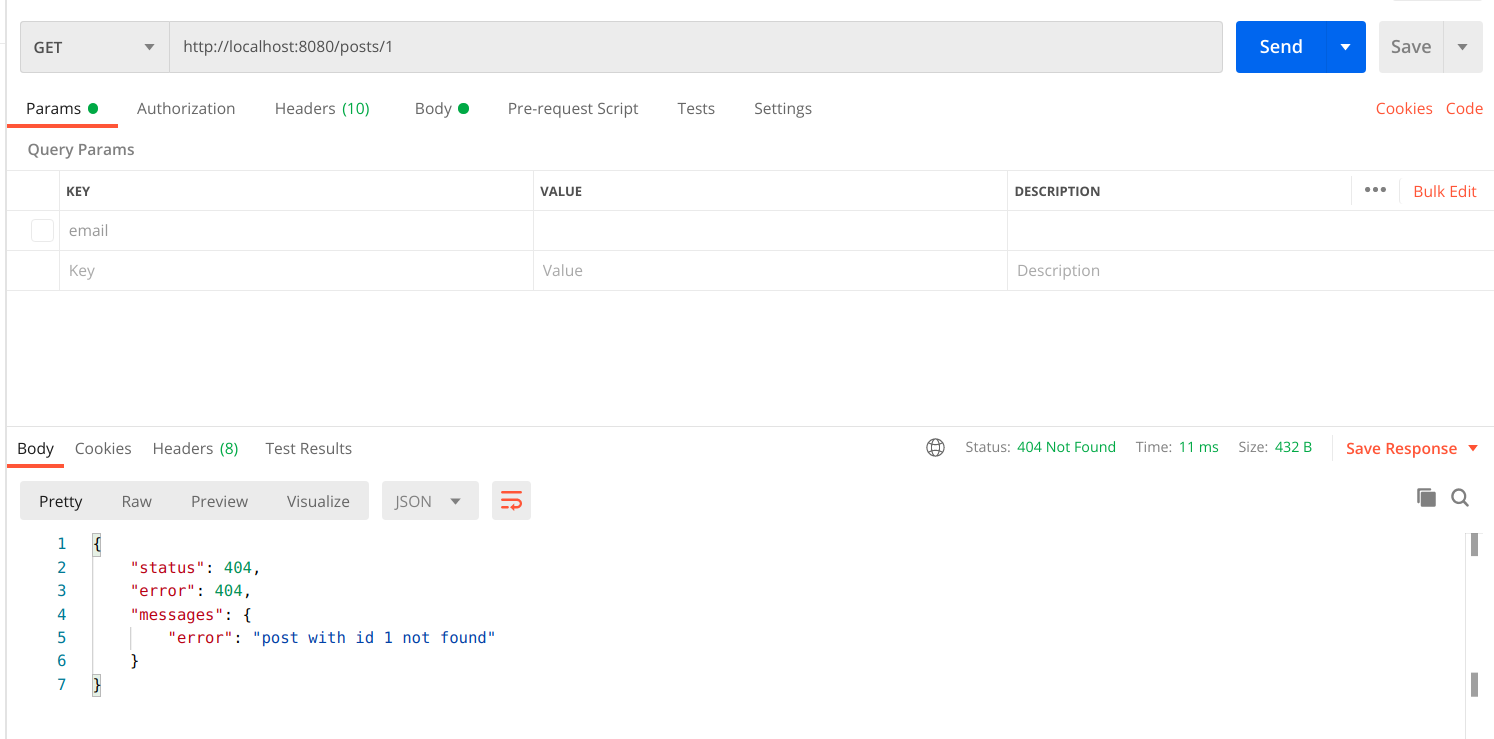 GET http://localhost:8080/posts/1 Send Save
Params Authorization Headers (10) Body Pre-request Script Tests Settings Cookies Code
Query Params
KEY VALUE DESCRIPTION ••• Bulk Edit
email
Key Value Description
Body Cookies Headers (8) Test Results Status: 404 Not Found Time: 11 ms Size: 432 B Save Response
Pretty Raw Preview Visualize JSON
1 {
2 "status": 404,
3 "error": 404,
4 "messages": {
5 "error": "post with id 1 not found"
6 }
7 }